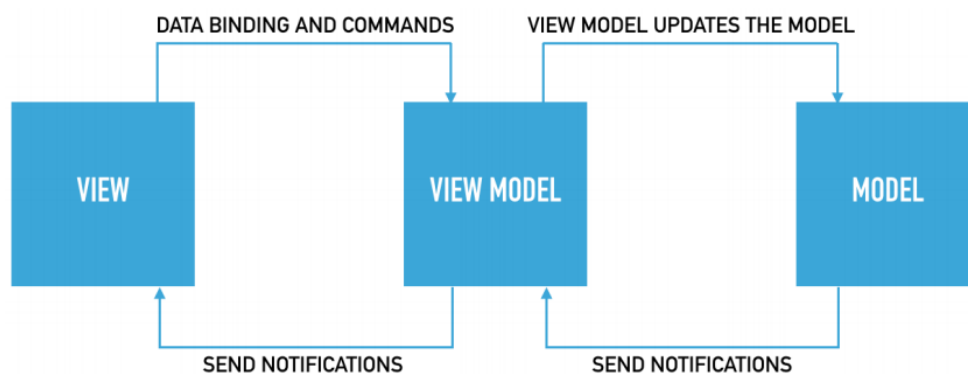 DATA BINDING AND COMMANDS
VIEW MODEL UPDATES THE MODEL
VIEW
VIEW MODEL
MODEL
SEND NOTIFICATIONS
SEND NOTIFICATIONS